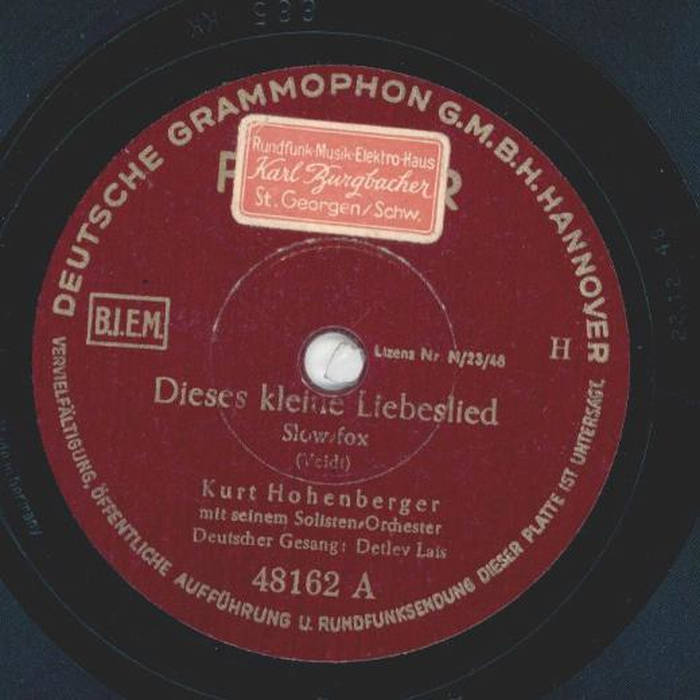 DEUTSCHE GRAMMOPHON G.M.B.H. HANNOVER
Rundfunk-Musik-Elektro-Haus
Karl Burgbacher
St. Georgen/Schw.
B.I.E.M.
Lizenz Nr. N/23/48
H
Dieses kleine Liebeslied
Slow-fox
(Veidt)
Kurt Hohenberger
mit seinem Solisten-Orchester
Deutscher Gesang: Detlev Lais
48162 A
VERVIELFÄLTIGUNG, ÖFFENTLICHE AUFFÜHRUNG U. RUNDFUNKSENDUNG DIESER PLATTE IST UNTERSAGT.